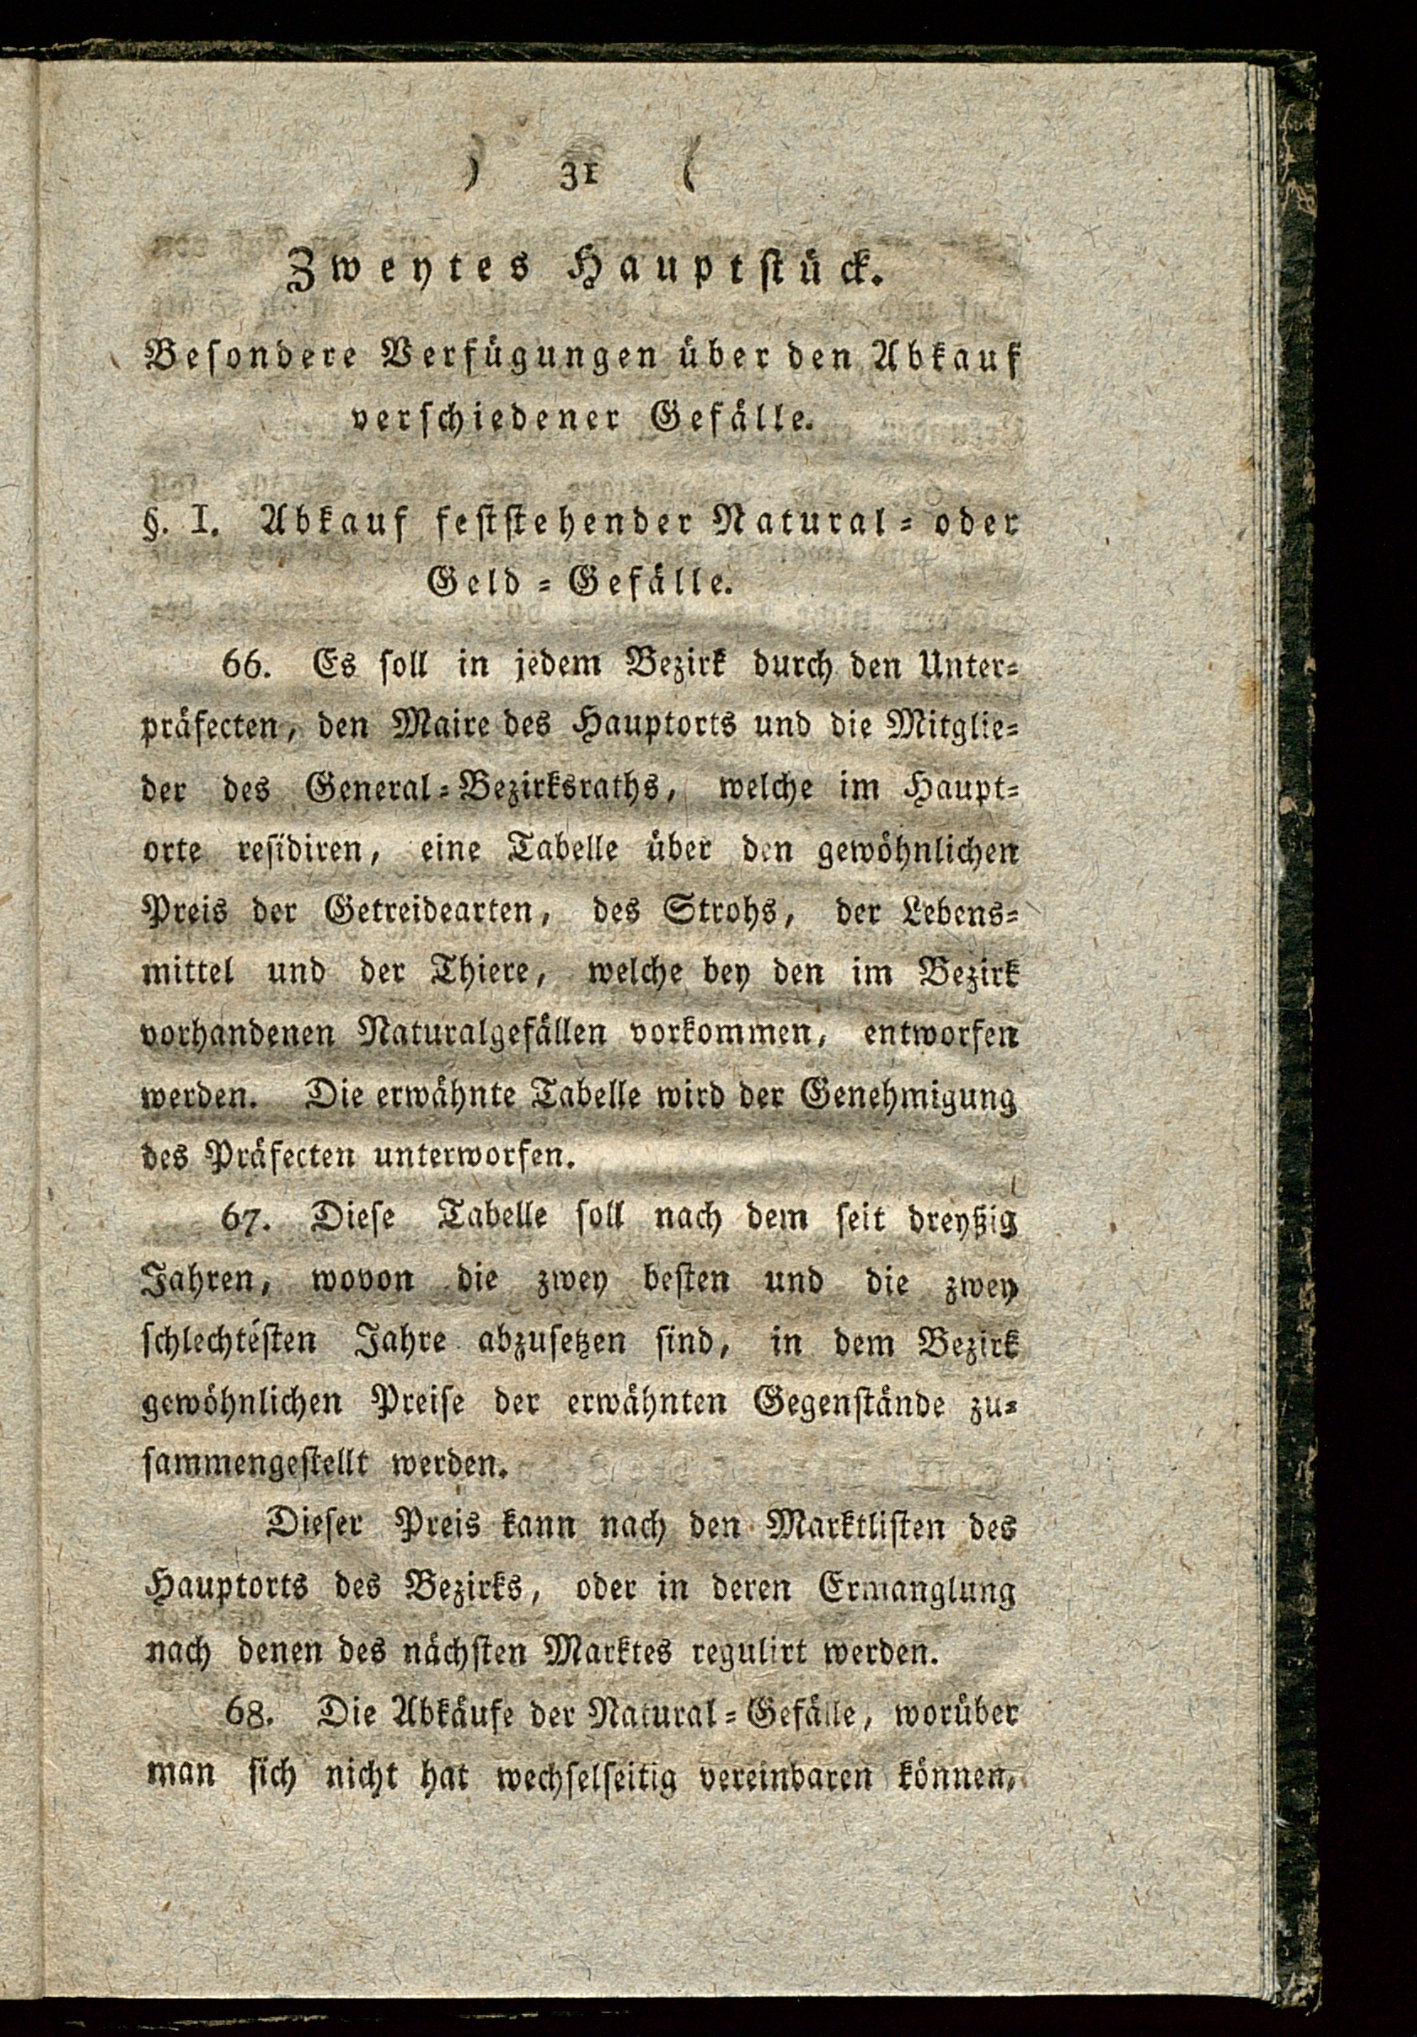 ) 31 (
Zweytes Hauptstück.
Besondere Verfügungen über den Abkauf
verschiedener Gefälle.
§. I. Abkauf feststehender Natural- oder
Geld-Gefälle.
66. Es soll in jedem Bezirk durch den Unter-
präfecten, den Maire des Hauptorts und die Mitglie-
der des General-Bezirksraths, welche im Haupt-
orte residiren, eine Tabelle über den gewöhnlichen
Preis der Getreidearten, des Strohs, der Lebens-
mittel und der Thiere, welche bey den im Bezirk
vorhandenen Naturalgefällen vorkommen, entworfen
werden. Die erwähnte Tabelle wird der Genehmigung
des Präfecten unterworfen.
67. Diese Tabelle soll nach dem seit dreyßig
Jahren, wovon die zwey besten und die zwey
schlechtesten Jahre abzusetzen sind, in dem Bezirk
gewöhnlichen Preise der erwähnten Gegenstände zu-
sammengestellt werden.
Dieser Preis kann nach den Marktlisten des
Hauptorts des Bezirks, oder in deren Ermanglung
nach denen des nächsten Marktes regulirt werden.
68. Die Abkäufe der Natural-Gefälle, worüber
man sich nicht hat wechselseitig vereinbaren können,